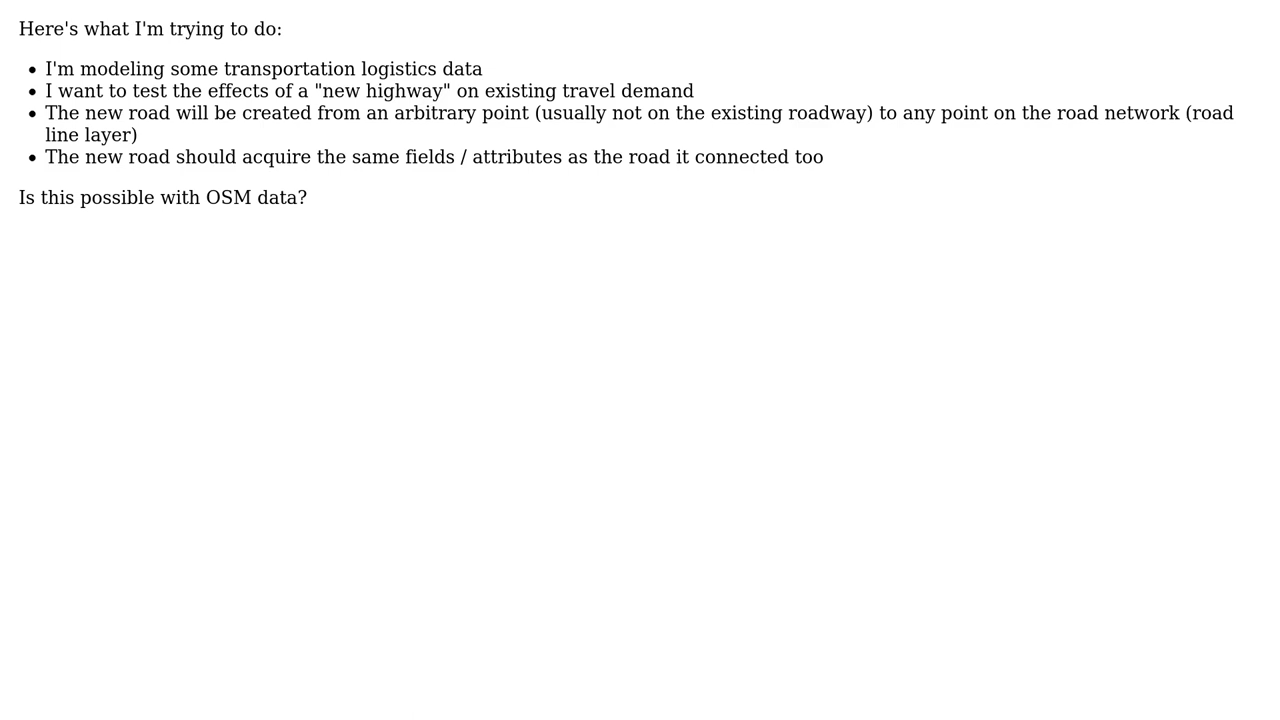 Here's what I'm trying to do:
• I'm modeling some transportation logistics data
• I want to test the effects of a "new highway" on existing travel demand
• The new road will be created from an arbitrary point (usually not on the existing roadway) to any point on the road network (road
line layer)
• The new road should acquire the same fields / attributes as the road it connected too
Is this possible with OSM data?